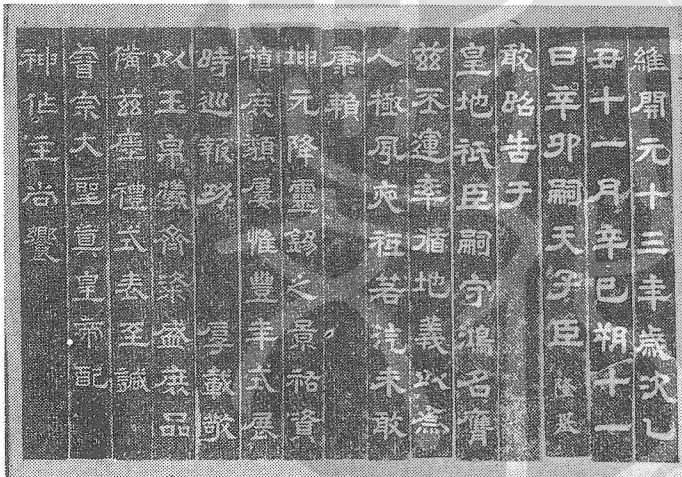 維開元十三年歲次乙
丑十一月辛巳朔十一
日辛卯嗣天子臣隆基
敢昭告于
皇地祇臣嗣守鴻名膺
兹丕運率循地義以為
人極夙夜祗若汔未敢
康賴
坤元降靈錫之景祐資
植庶類屢惟豐年式展
時巡報功厚載敬
以玉帛犧齊粢盛庶品
備兹瘞禮式表至誠
睿宗大聖真皇帝配
神作主尚饗